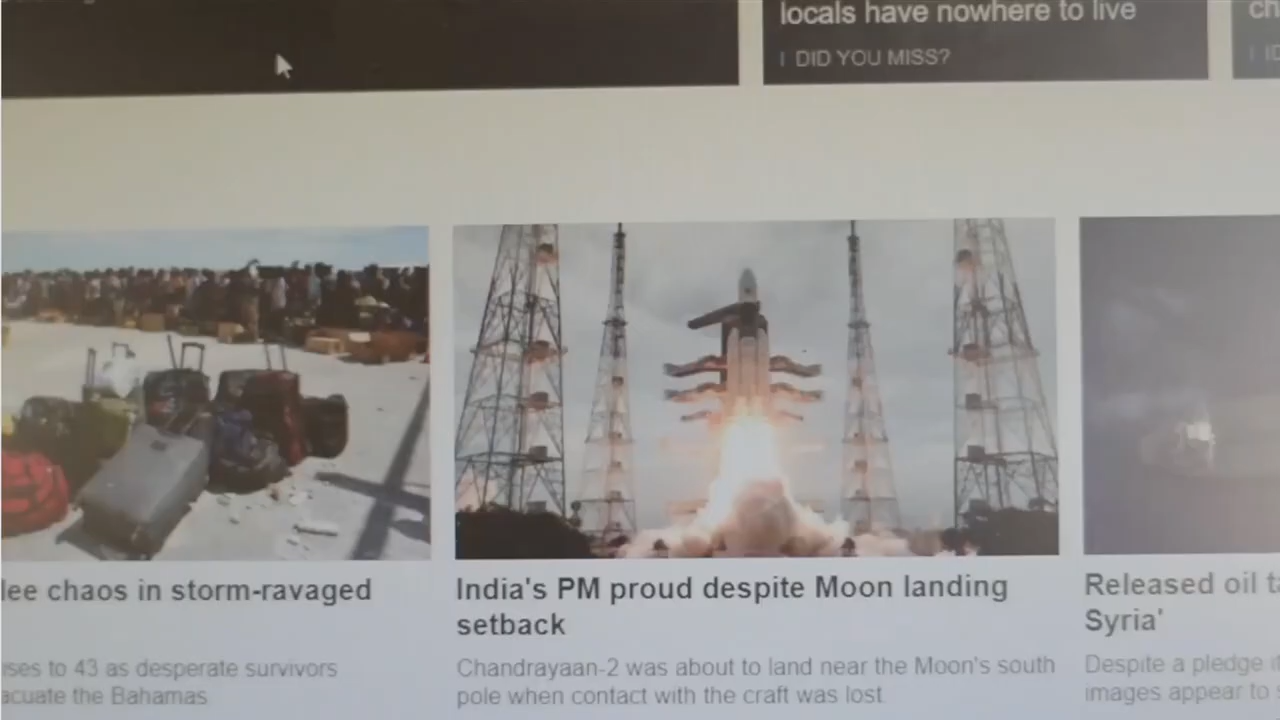 locals have nowhere to live
DID YOU MISS?
lee chaos in storm-ravaged
ses to 43 as desperate survivors
acuate the Bahamas
India's PM proud despite Moon landing
setback
Chandrayaan-2 was about to land near the Moon's south
pole when contact with the craft was lost
Released oil t
Syria'
Despite a pledge i
images appear to